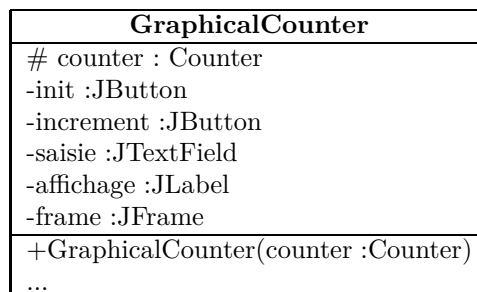 GraphicalCounter
# counter : Counter
-init :JButton
-increment :JButton
-saisie :JTextField
-affichage :JLabel
-frame :JFrame
+GraphicalCounter(counter :Counter)
...